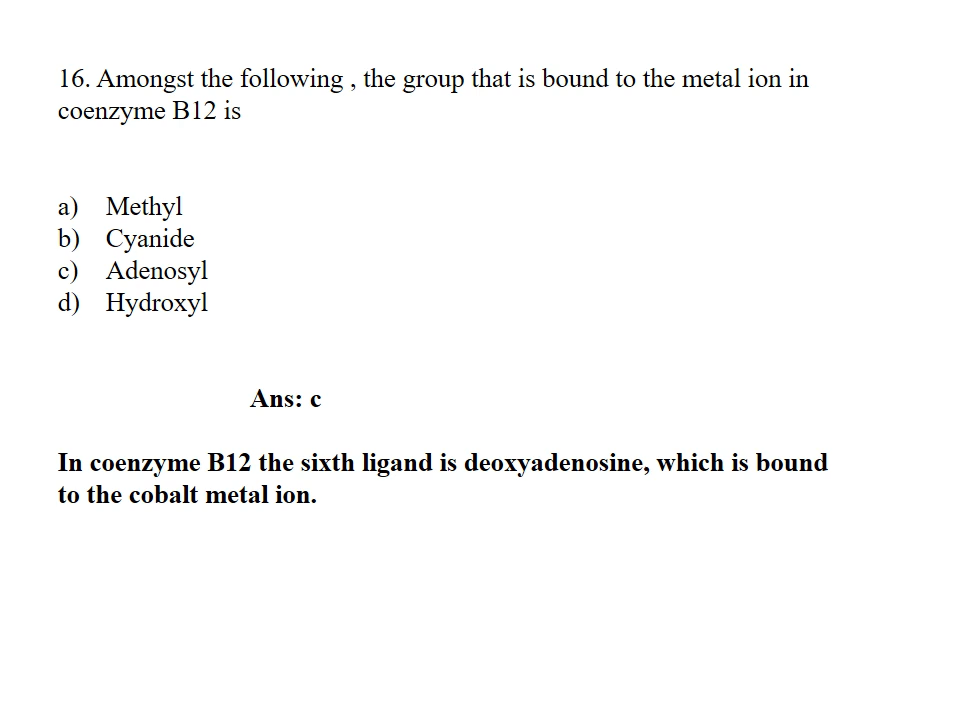 16. Amongst the following , the group that is bound to the metal ion in
coenzyme B12 is
a) Methyl
b) Cyanide
c) Adenosyl
d) Hydroxyl
Ans: c
In coenzyme B12 the sixth ligand is deoxyadenosine, which is bound
to the cobalt metal ion.